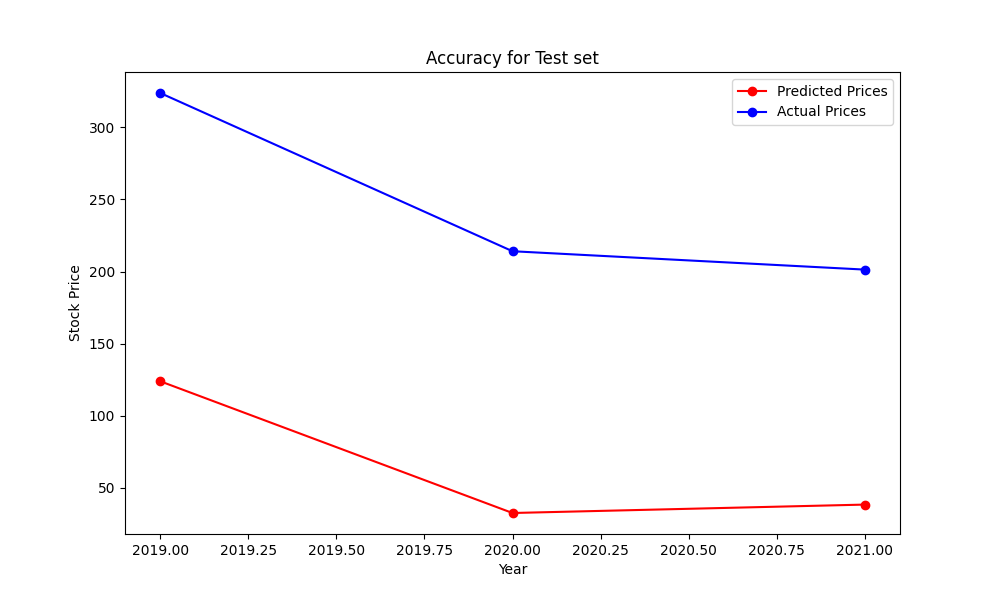 Accuracy for Test set
Predicted Prices
Actual Prices
Stock Price
300
250
200
150
100
50
2019.00 2019.25 2019.50 2019.75 2020.00 2020.25 2020.50 2020.75 2021.00
Year